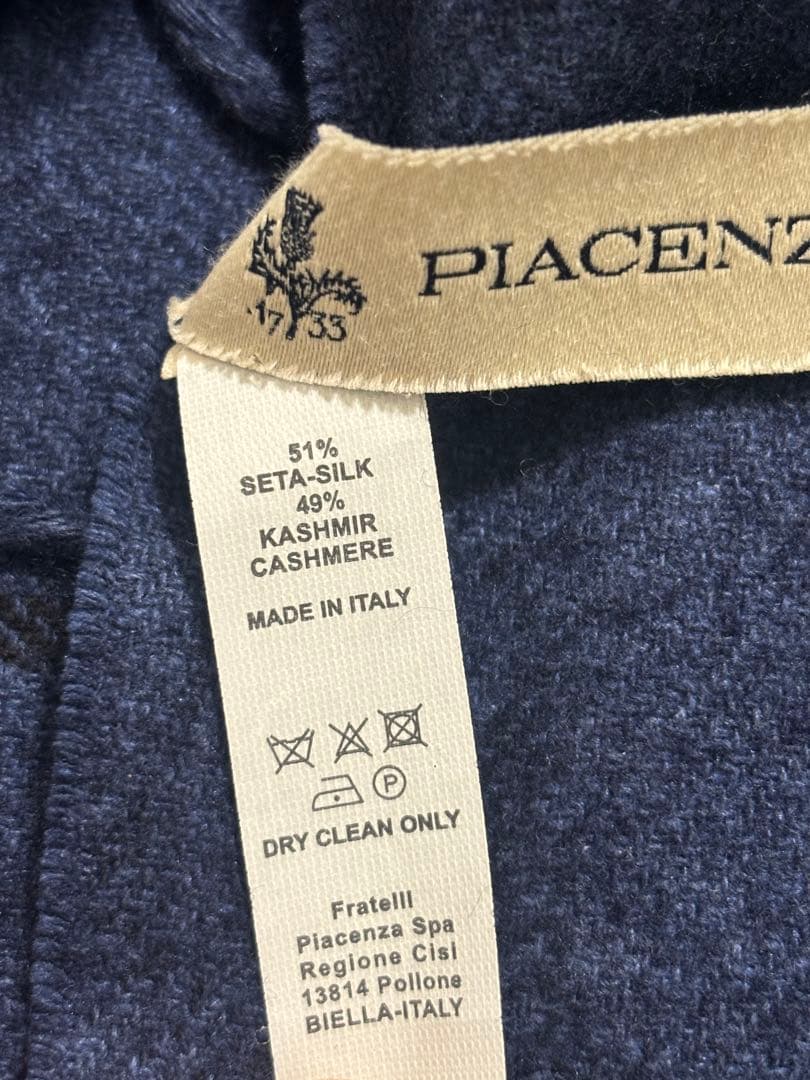 PIACENZ
1733
51%
SETA-SILK
49%
KASHMIR
CASHMERE
MADE IN ITALY
P
DRY CLEAN ONLY
Fratelli
Piacenza Spa
Regione Cisi
13814 Pollone
BIELLA-ITALY